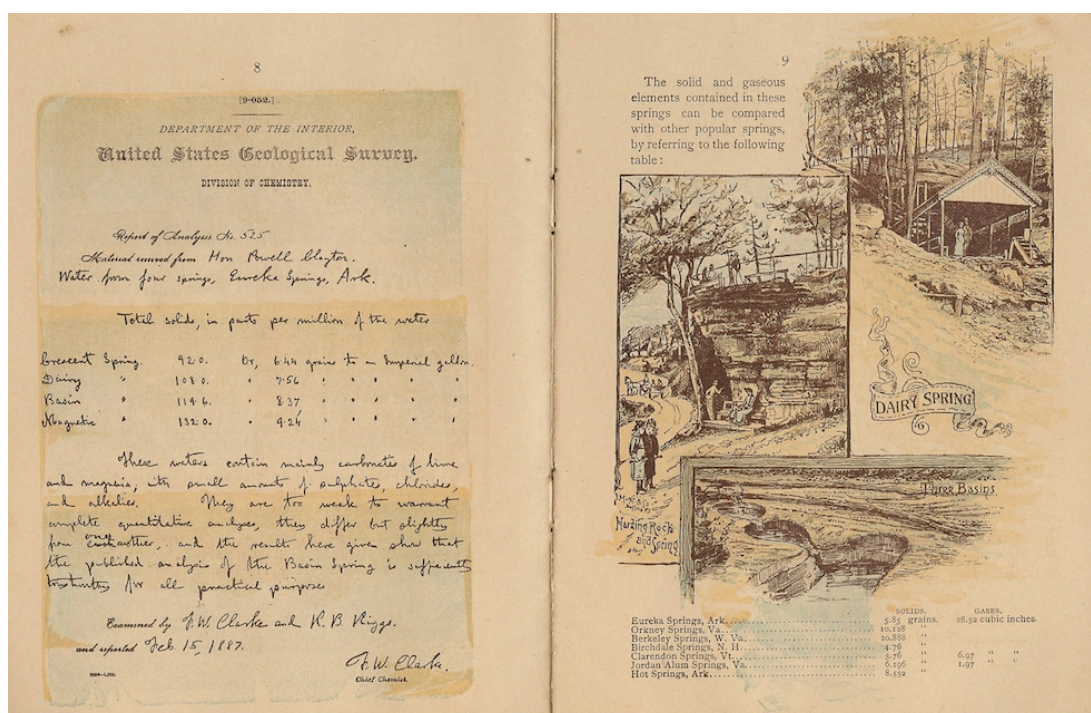 8
[9-052.]
DEPARTMENT OF THE INTERIOR,
United States Geological Survey.
DIVISION OF CHEMISTRY.
Report of Analysis No. 525
Material received from Hon Powell Clayton.
Water from four springs, Eureka Springs, Ark.
Total solids, in parts per million of the water
Crescent Spring. 92.0. Or, 6.44 grains to an Imperial gallon.
Dairy " 108.0. " 7.56 " " " " "
Basin " 119.6. " 8.37 " " " " "
Magnetic " 132.0. " 9.24 " " " " "
These waters contain mainly carbonates of lime
and magnesia, with small amounts of sulphates, chlorides,
and alkalies. They are too weak to warrant
complete quantitative analyses, they differ but slightly
from one another, and the results here given show that
the published analysis of the Basin Spring is sufficiently
trustworthy for all practical purposes
Examined by F. W. Clarke and R. B. Riggs.
and reported Feb 15, 1887.
F. W. Clarke.
Chief Chemist.
9
The solid and gaseous
elements contained in these
springs can be compared
with other popular springs,
by referring to the following
table :
DAIRY SPRING
Harding Rock
and Spring
Three Basins
SOLIDS. GASES.
Eureka Springs, Ark. 5.85 grains. 28.52 cubic inches.
Orkney Springs, Va. 10.128 "
Berkeley Springs, W. Va. 10.888 "
Birchdale Springs, N. H. 4.76 "
Clarendon Springs, Vt. 5.76 " 6.97 " "
Jordan Alum Springs, Va. 6.196 " 1.97 " "
Hot Springs, Ark. 8.552 "